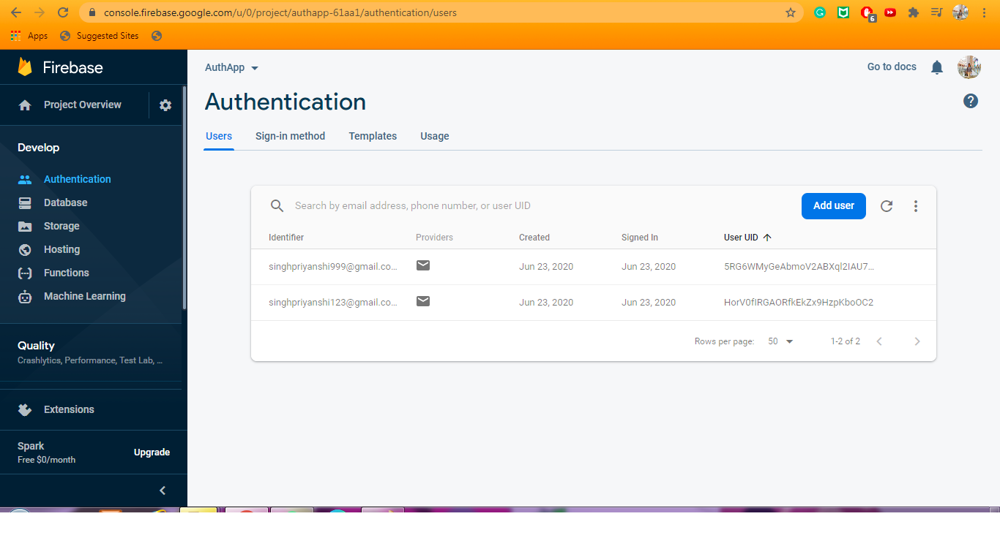 console.firebase.google.com/u/0/project/authapp-61aa1/authentication/users
6
Apps Suggested Sites
Firebase
AuthApp
Go to docs
Project Overview
Authentication
Users Sign-in method Templates Usage
Develop
Authentication
Database
Storage
Hosting
Functions
Machine Learning
Quality
Crashlytics, Performance, Test Lab, ...
Extensions
Spark
Free $0/month
Upgrade
Search by email address, phone number, or user UID
Add user
Identifier Providers Created Signed In User UID
singhpriyanshi999@gmail.co... Jun 23, 2020 Jun 23, 2020 5RG6WMyGeAbmoV2ABXql2IAU7...
singhpriyanshi123@gmail.co... Jun 23, 2020 Jun 23, 2020 HorV0fIRGAORfkEkZx9HzpKboOC2
Rows per page: 50 1-2 of 2